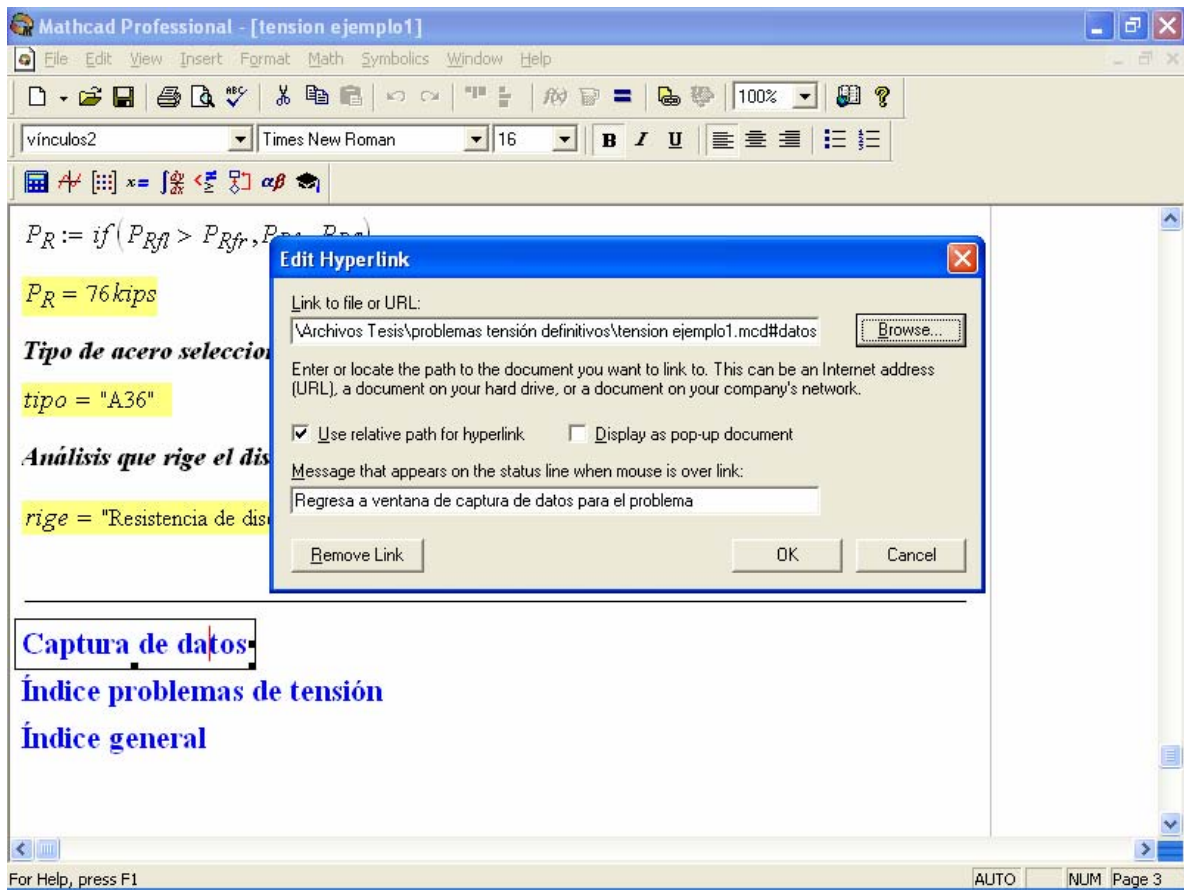 Mathcad Professional - [tension ejemplo1]
File Edit View Insert Format Math Symbolics Window Help
100%
vínculos2 Times New Roman 16 B I U
x= αβ
P_R := if(P_Rfl > P_Rfr, 
P_R = 76kips
Tipo de acero seleccion
tipo = "A36"
Análisis que rige el dis
rige = "Resistencia de dis
Edit Hyperlink
Link to file or URL:
\Archivos Tesis\problemas tensión definitivos\tension ejemplo1.mcd#datos Browse...
Enter or locate the path to the document you want to link to. This can be an Internet address
(URL), a document on your hard drive, or a document on your company's network.
Use relative path for hyperlink Display as pop-up document
Message that appears on the status line when mouse is over link:
Regresa a ventana de captura de datos para el problema
Remove Link OK Cancel
Captura de datos
Índice problemas de tensión
Índice general
For Help, press F1 AUTO NUM Page 3